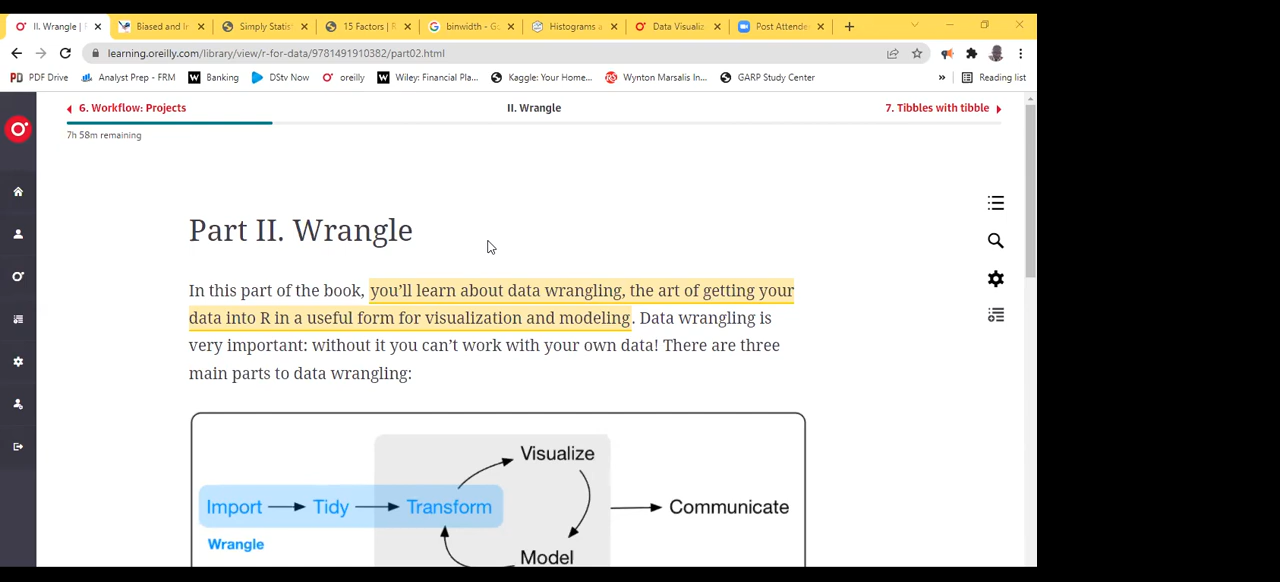 II. Wrangle |
Biased and In
Simply Statis
15 Factors | R
binwidth - Go
Histograms a
Data Visualiz
Post Attende
learning.oreilly.com/library/view/r-for-data/9781491910382/part02.html
PDF Drive
Analyst Prep - FRM
Banking
DStv Now
oreilly
Wiley: Financial Pla...
Kaggle: Your Home...
Wynton Marsalis In...
GARP Study Center
»
Reading list
6. Workflow: Projects
II. Wrangle
7. Tibbles with tibble
7h 58m remaining
Part II. Wrangle
In this part of the book, you’ll learn about data wrangling, the art of getting your
data into R in a useful form for visualization and modeling. Data wrangling is
very important: without it you can’t work with your own data! There are three
main parts to data wrangling:
Visualize
Import
Tidy
Transform
Communicate
Wrangle
Model